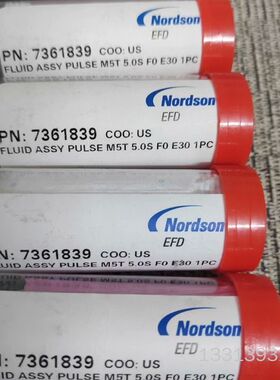 Nordson
EFD
PN: 7361839 COO: US
FLUID ASSY PULSE M5T 5.0S F0 E30 1PC
Nordson
EFD
PN: 7361839 COO: US
FLUID ASSY PULSE M5T 5.0S F0 E30 1PC
Nordson
EFD
N: 7361839 COO: US
FLUID ASSY PULSE M5T 5.0S F0 E30 1PC
Nordson
EFD
: 7361839 COO: US
UID ASSY PULSE M5T 5.0S F0 E30 1PC